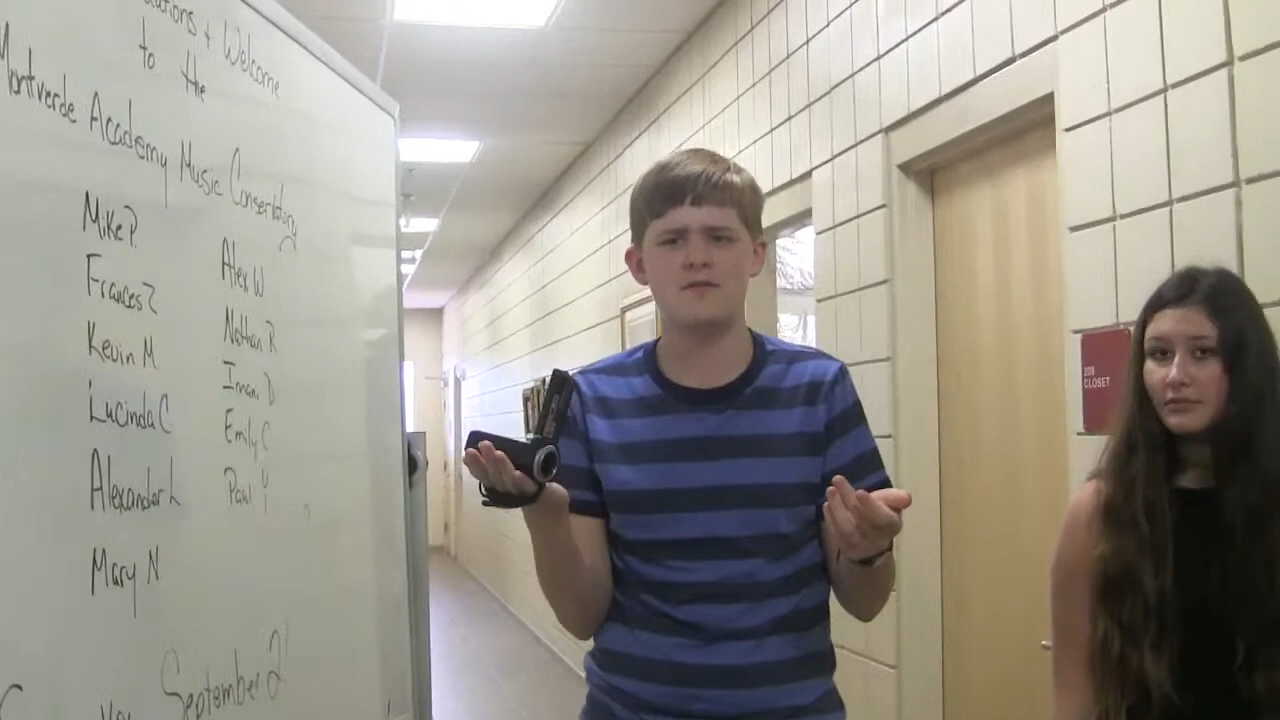 + Welcome
to the
Montverde Academy Music Conservatory
Mike P.
Frances Z
Kevin M
Lucinda C
Alexander L
Mary N
Alex W
Nathan R
Imani D
Emily C
Paul
September 2
209
CLOSET